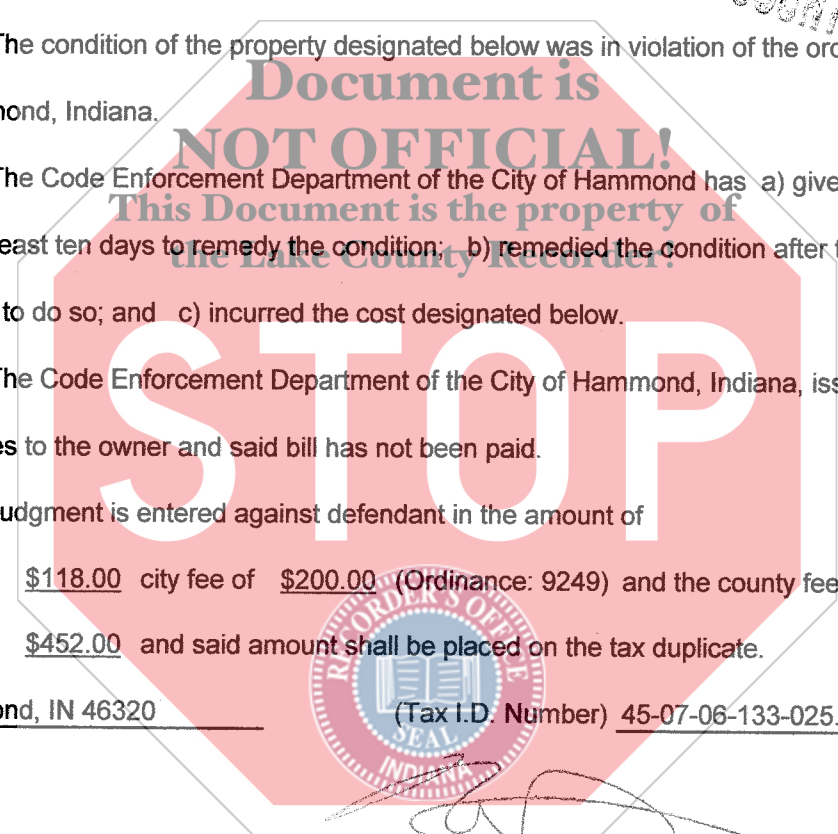 The condition of the property designated below was in violation of the ord
Document is
mond, Indiana.
NOT OFFICIAL!
The Code Enforcement Department of the City of Hammond has a) give
This Document is the property of
east ten days to remedy the condition; b) remedied the condition after t
the Lake County Recorder!
to do so; and c) incurred the cost designated below.
STOP
The Code Enforcement Department of the City of Hammond, Indiana, iss
es to the owner and said bill has not been paid.
udgment is entered against defendant in the amount of
$118.00 city fee of $200.00 (Ordinance: 9249) and the county fee
$452.00 and said amount shall be placed on the tax duplicate.
ond, IN 46320 (Tax I.D. Number) 45-07-06-133-025.
RECORDER'S OFFICE
SEAL
INDIANA